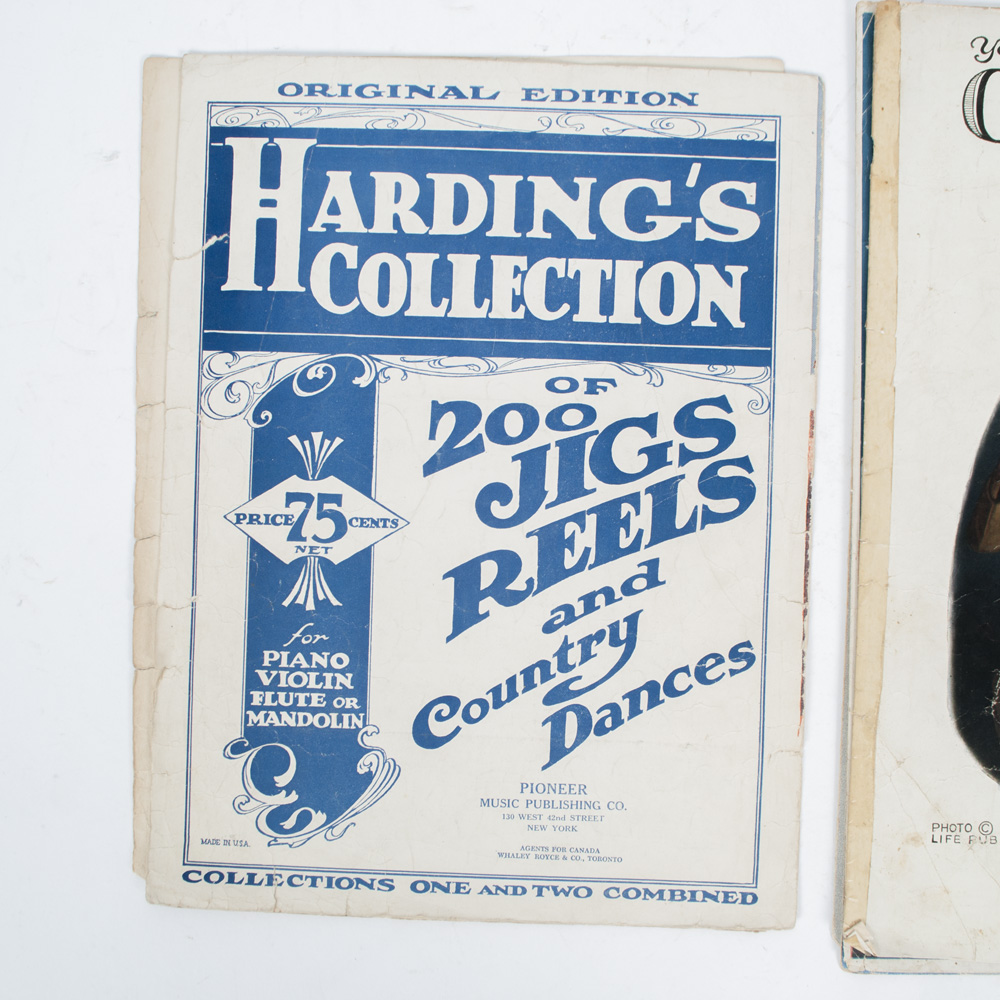 ORIGINAL EDITION
HARDING'S
COLLECTION
OF
200
JIGS
REELS
and
Country
Dances
PRICE 75 CENTS
NET
for
PIANO
VIOLIN
FLUTE OR
MANDOLIN
PIONEER
MUSIC PUBLISHING CO.
130 WEST 42nd STREET
NEW YORK
AGENTS FOR CANADA
WHALEY ROYCE & CO., TORONTO
MADE IN U.S.A.
COLLECTIONS ONE AND TWO COMBINED
PHOTO ©
LIFE PUB